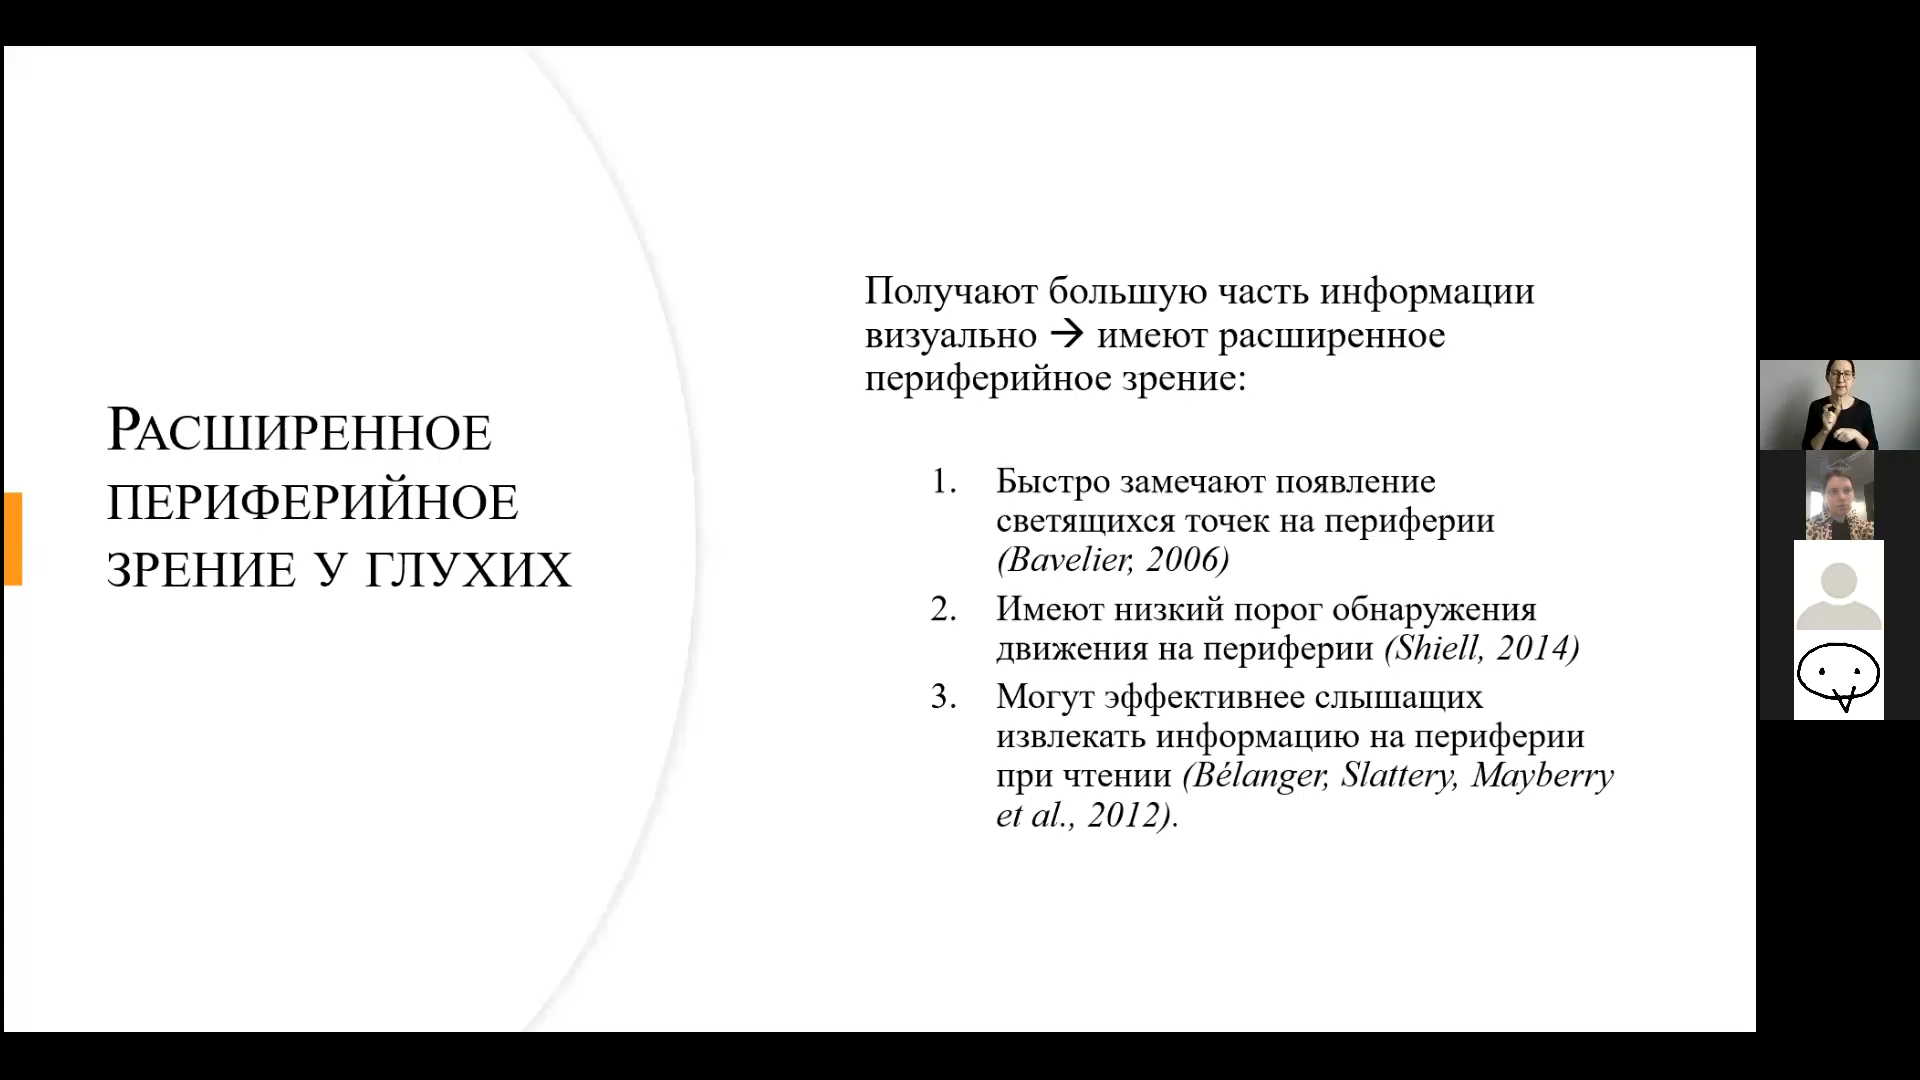 Расширенное
периферийное
зрение у глухих
Получают большую часть информации
визуально → имеют расширенное
периферийное зрение:
1. Быстро замечают появление
светящихся точек на периферии
(Bavelier, 2006)
2. Имеют низкий порог обнаружения
движения на периферии (Shiell, 2014)
3. Могут эффективнее слышащих
извлекать информацию на периферии
при чтении (Bélanger, Slattery, Mayberry
et al., 2012).